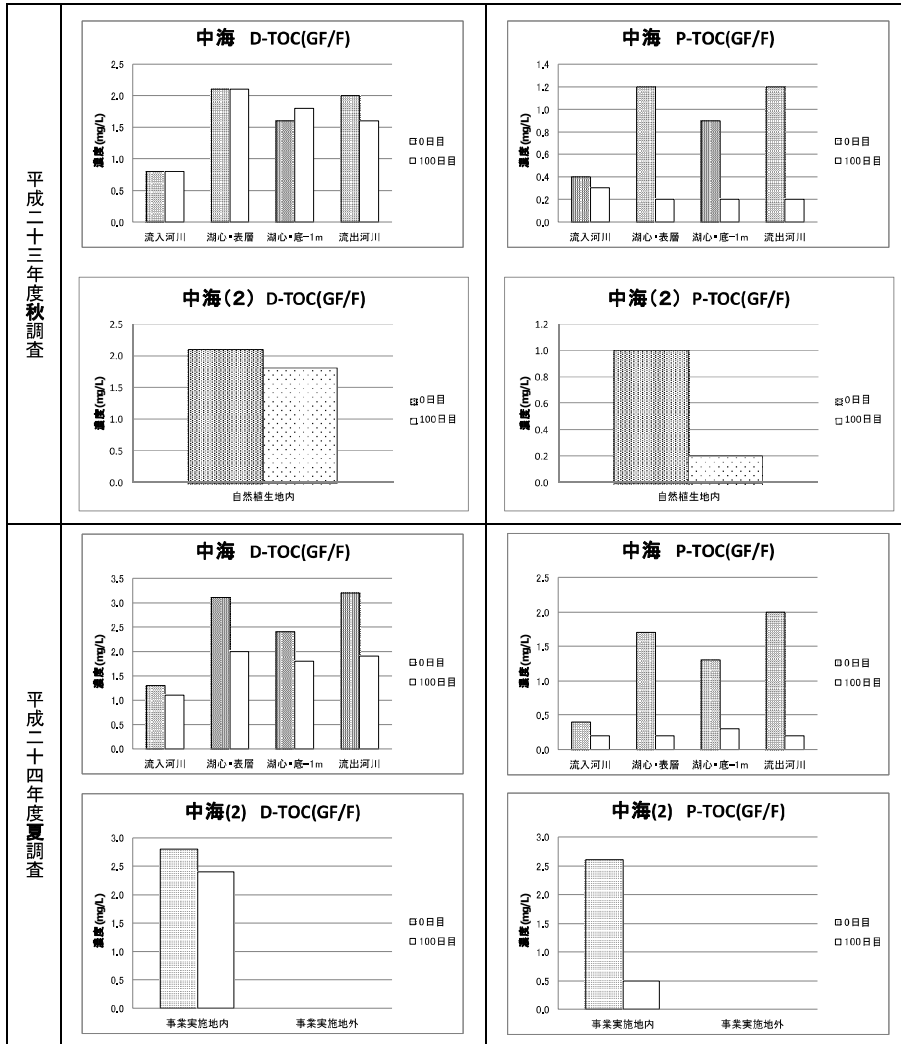 平成二十三年度秋調査
中海 D-TOC(GF/F)
濃度(mg/L)
2.5
2.0
1.5
1.0
0.5
0.0
流入河川 湖心・表層 湖心・底−1m 流出河川
0日目
100日目
中海 P-TOC(GF/F)
濃度(mg/L)
1.4
1.2
1.0
0.8
0.6
0.4
0.2
0.0
流入河川 湖心・表層 湖心・底−1m 流出河川
0日目
100日目
中海(2) D-TOC(GF/F)
濃度(mg/L)
2.5
2.0
1.5
1.0
0.5
0.0
自然植生地内
0日目
100日目
中海(2) P-TOC(GF/F)
濃度(mg/L)
1.2
1.0
0.8
0.6
0.4
0.2
0.0
自然植生地内
0日目
100日目
平成二十四年度夏調査
中海 D-TOC(GF/F)
濃度(mg/L)
3.5
3.0
2.5
2.0
1.5
1.0
0.5
0.0
流入河川 湖心・表層 湖心・底−1m 流出河川
0日目
100日目
中海 P-TOC(GF/F)
濃度(mg/L)
2.5
2.0
1.5
1.0
0.5
0.0
流入河川 湖心・表層 湖心・底−1m 流出河川
0日目
100日目
中海(2) D-TOC(GF/F)
濃度(mg/L)
3.0
2.5
2.0
1.5
1.0
0.5
0.0
事業実施地内 事業実施地外
0日目
100日目
中海(2) P-TOC(GF/F)
濃度(mg/L)
3.0
2.5
2.0
1.5
1.0
0.5
0.0
事業実施地内 事業実施地外
0日目
100日目